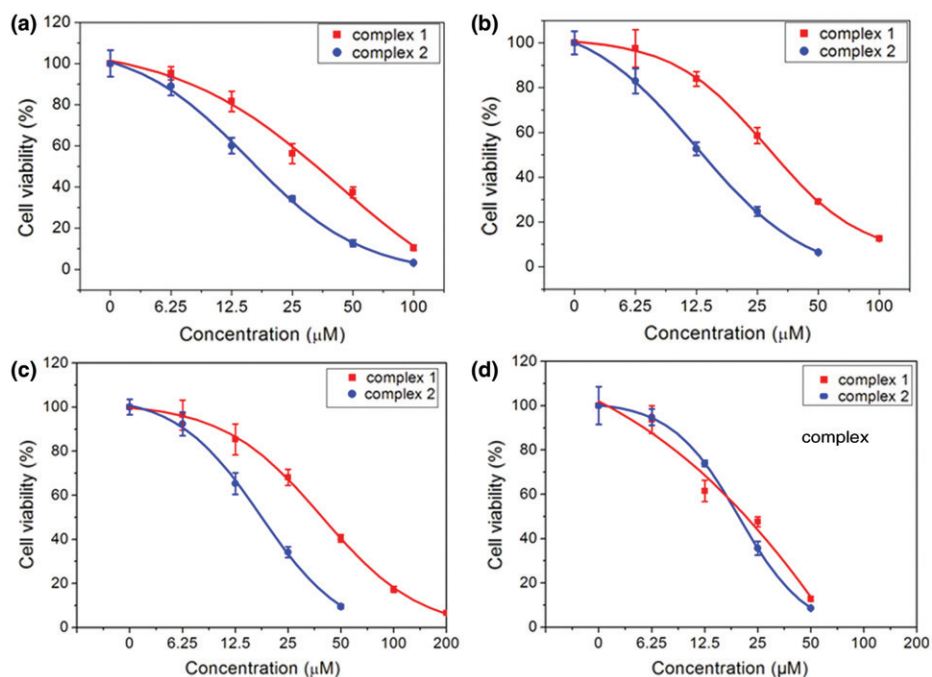 (a)
120
100
80
60
40
20
0
Cell viability (%)
complex 1
complex 2
0 6.25 12.5 25 50 100
Concentration (μM)
(b)
120
100
80
60
40
20
0
Cell viability (%)
complex 1
complex 2
0 6.25 12.5 25 50 100
Concentration (μM)
(c)
120
100
80
60
40
20
0
Cell viability (%)
complex 1
complex 2
0 6.25 12.5 25 50 100 200
Concentration (μM)
(d)
120
100
80
60
40
20
0
Cell viability (%)
complex 1
complex 2
complex
0 6.25 12.5 25 50 100 200
Concentration (μM)